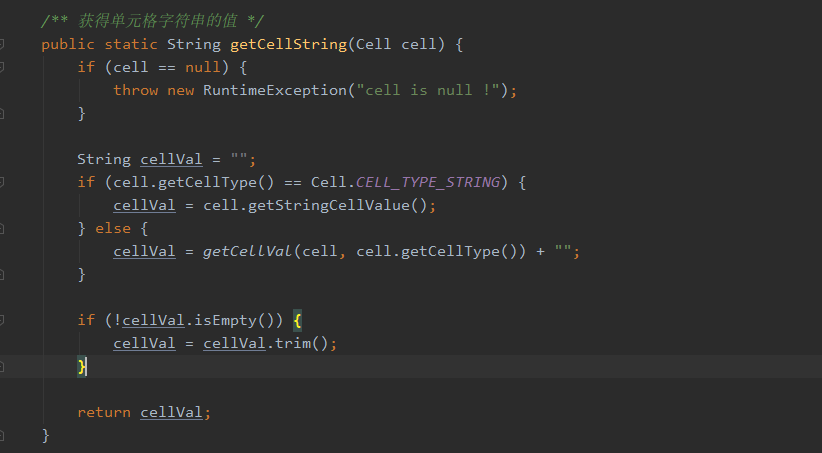 /** 获得单元格字符串的值 */
public static String getCellString(Cell cell) {
if (cell == null) {
throw new RuntimeException("cell is null !");
}
String cellVal = "";
if (cell.getCellType() == Cell.CELL_TYPE_STRING) {
cellVal = cell.getStringCellValue();
} else {
cellVal = getCellVal(cell, cell.getCellType()) + "";
}
if (!cellVal.isEmpty()) {
cellVal = cellVal.trim();
}
return cellVal;
}